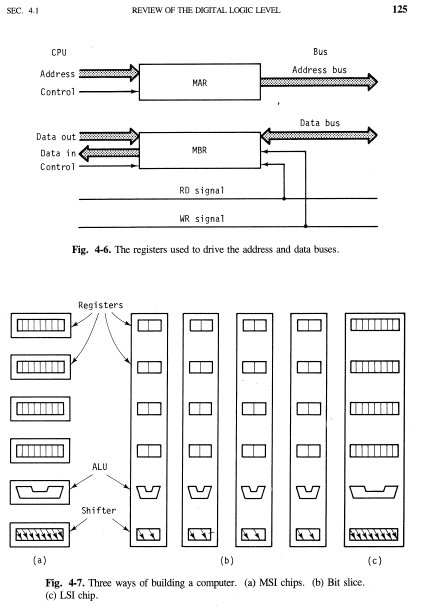 SEC. 4.1 REVIEW OF THE DIGITAL LOGIC LEVEL 125
CPU Bus
Address MAR Address bus
Control
Data out Data bus
Data in MBR
Control
RD signal
WR signal
Fig. 4-6. The registers used to drive the address and data buses.
Registers
ALU
Shifter
(a) (b) (c)
Fig. 4-7. Three ways of building a computer. (a) MSI chips. (b) Bit slice.
(c) LSI chip.